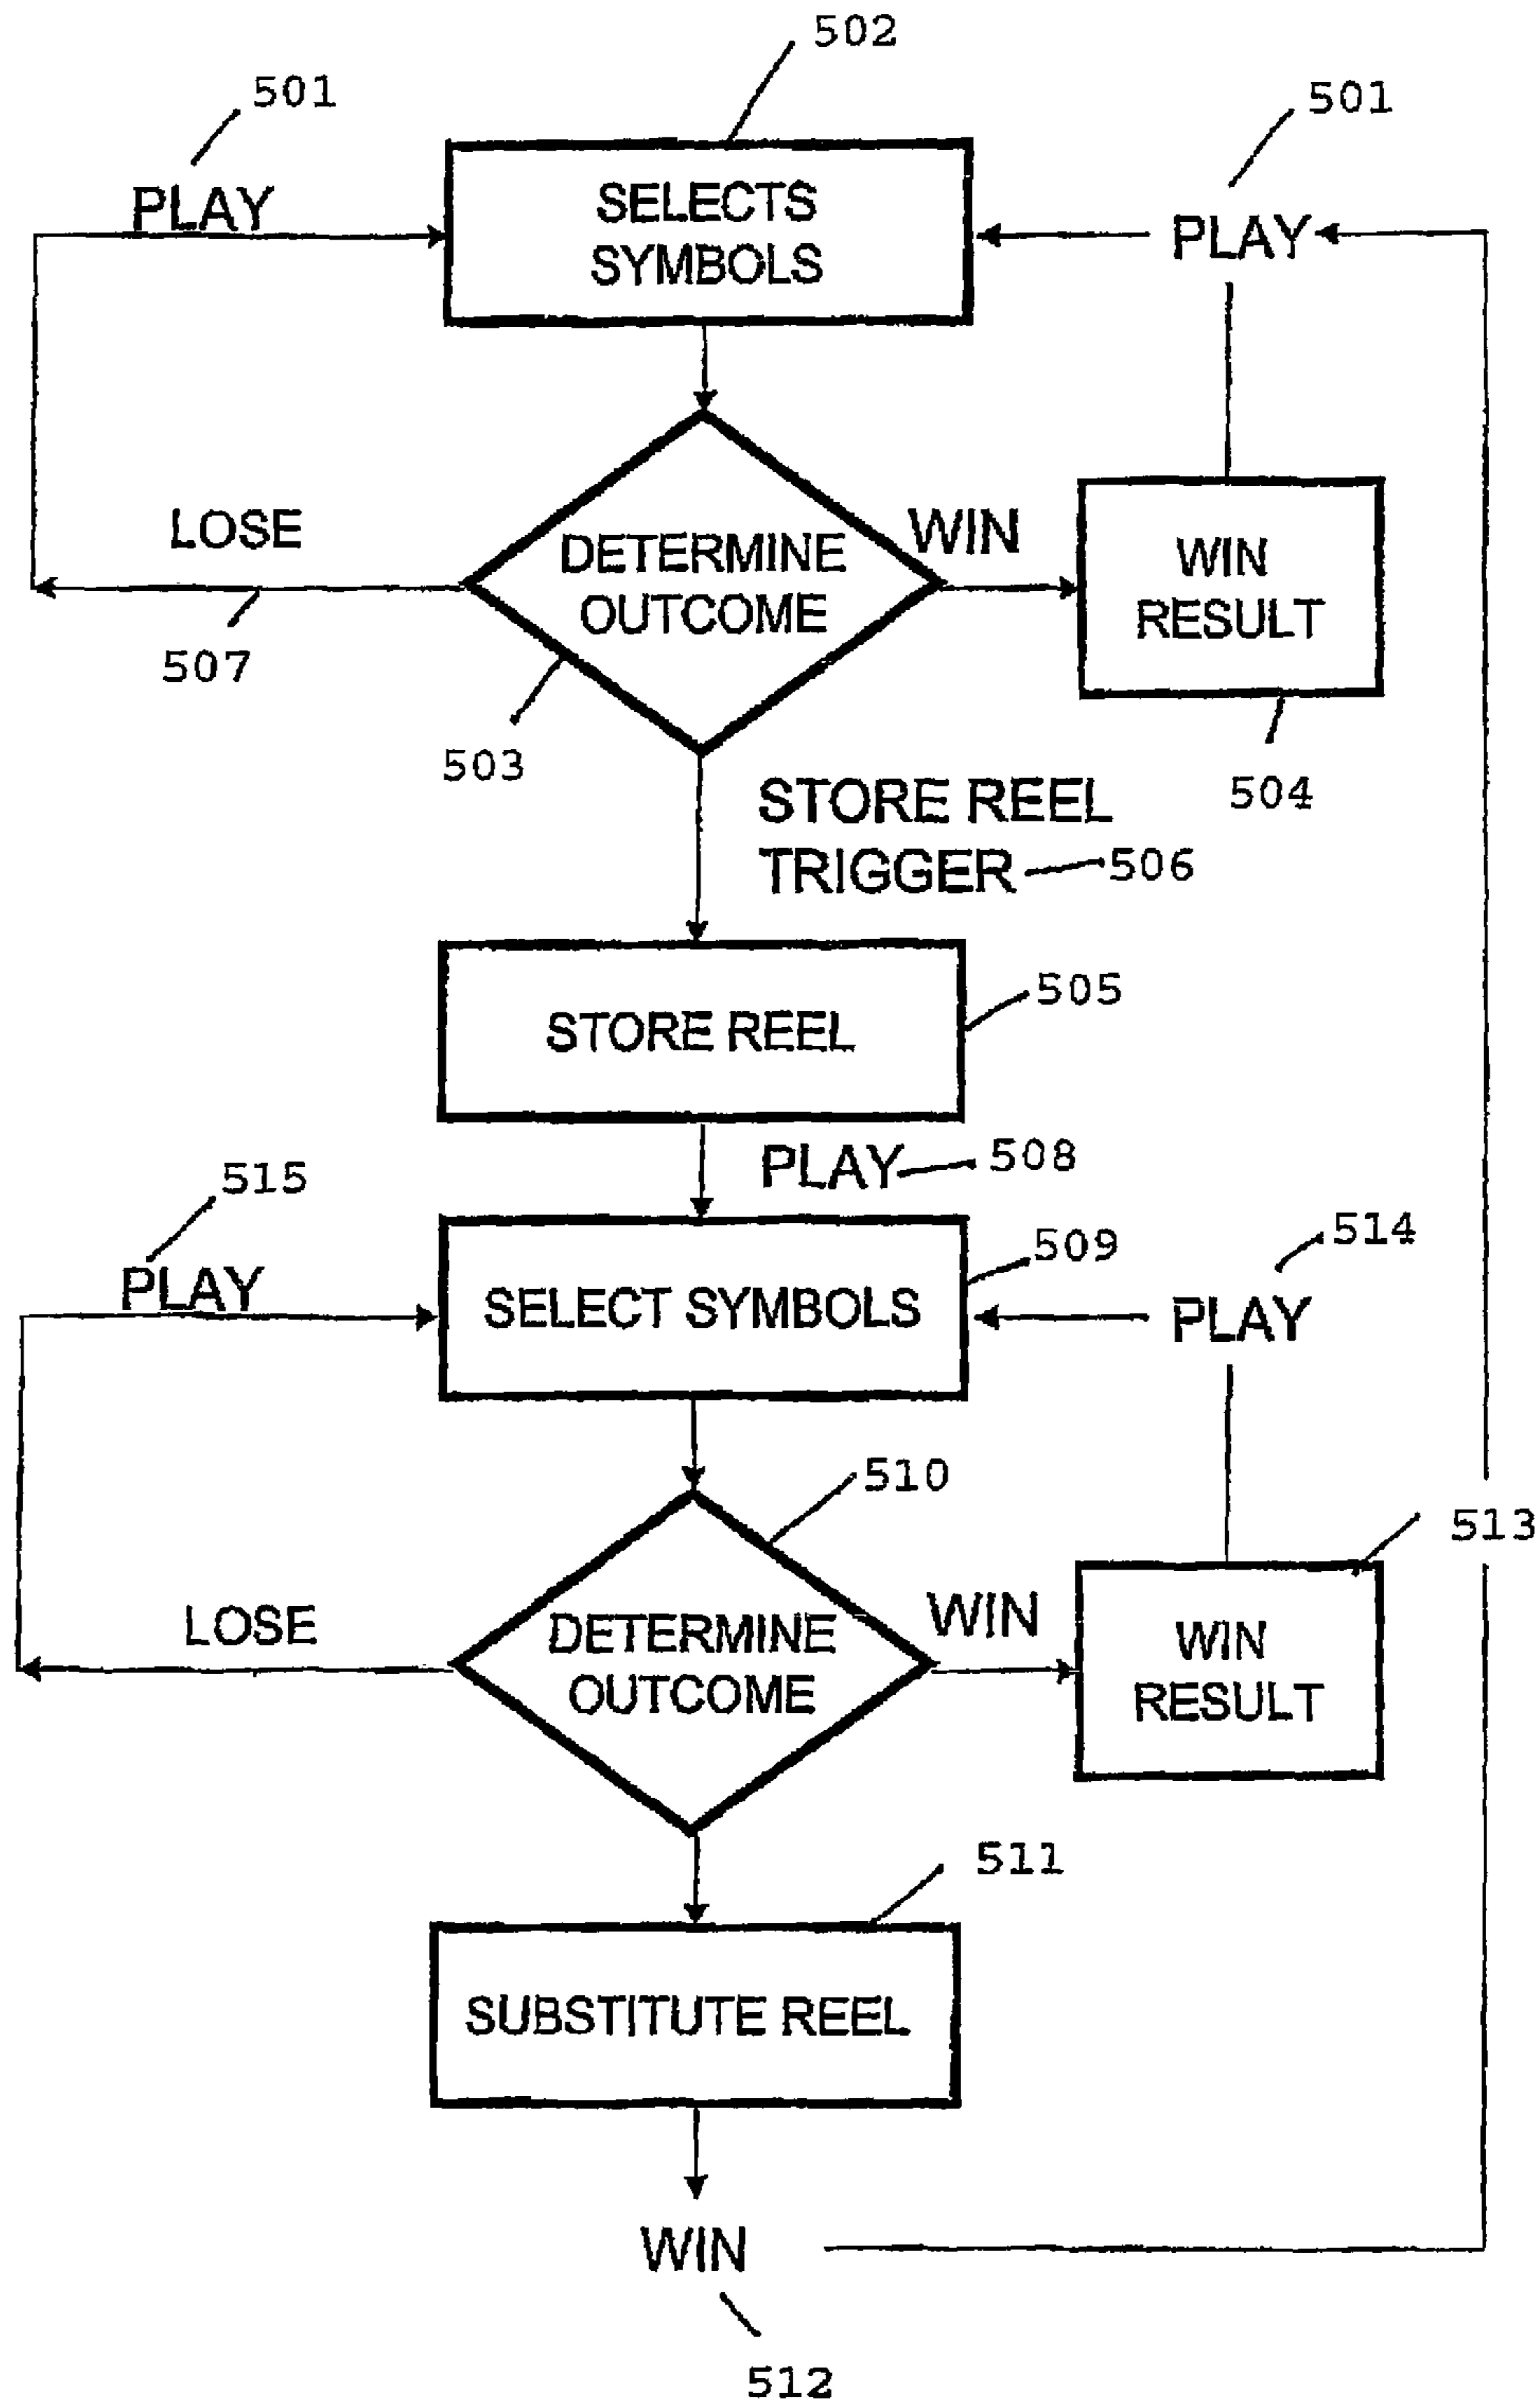 502
501
501
PLAY
SELECTS
SYMBOLS
PLAY
LOSE
DETERMINE
OUTCOME
WIN
WIN
RESULT
507
503
504
STORE REEL
TRIGGER
506
STORE REEL
505
PLAY
508
515
PLAY
SELECT SYMBOLS
509
514
PLAY
510
513
LOSE
DETERMINE
OUTCOME
WIN
WIN
RESULT
511
SUBSTITUTE REEL
WIN
512